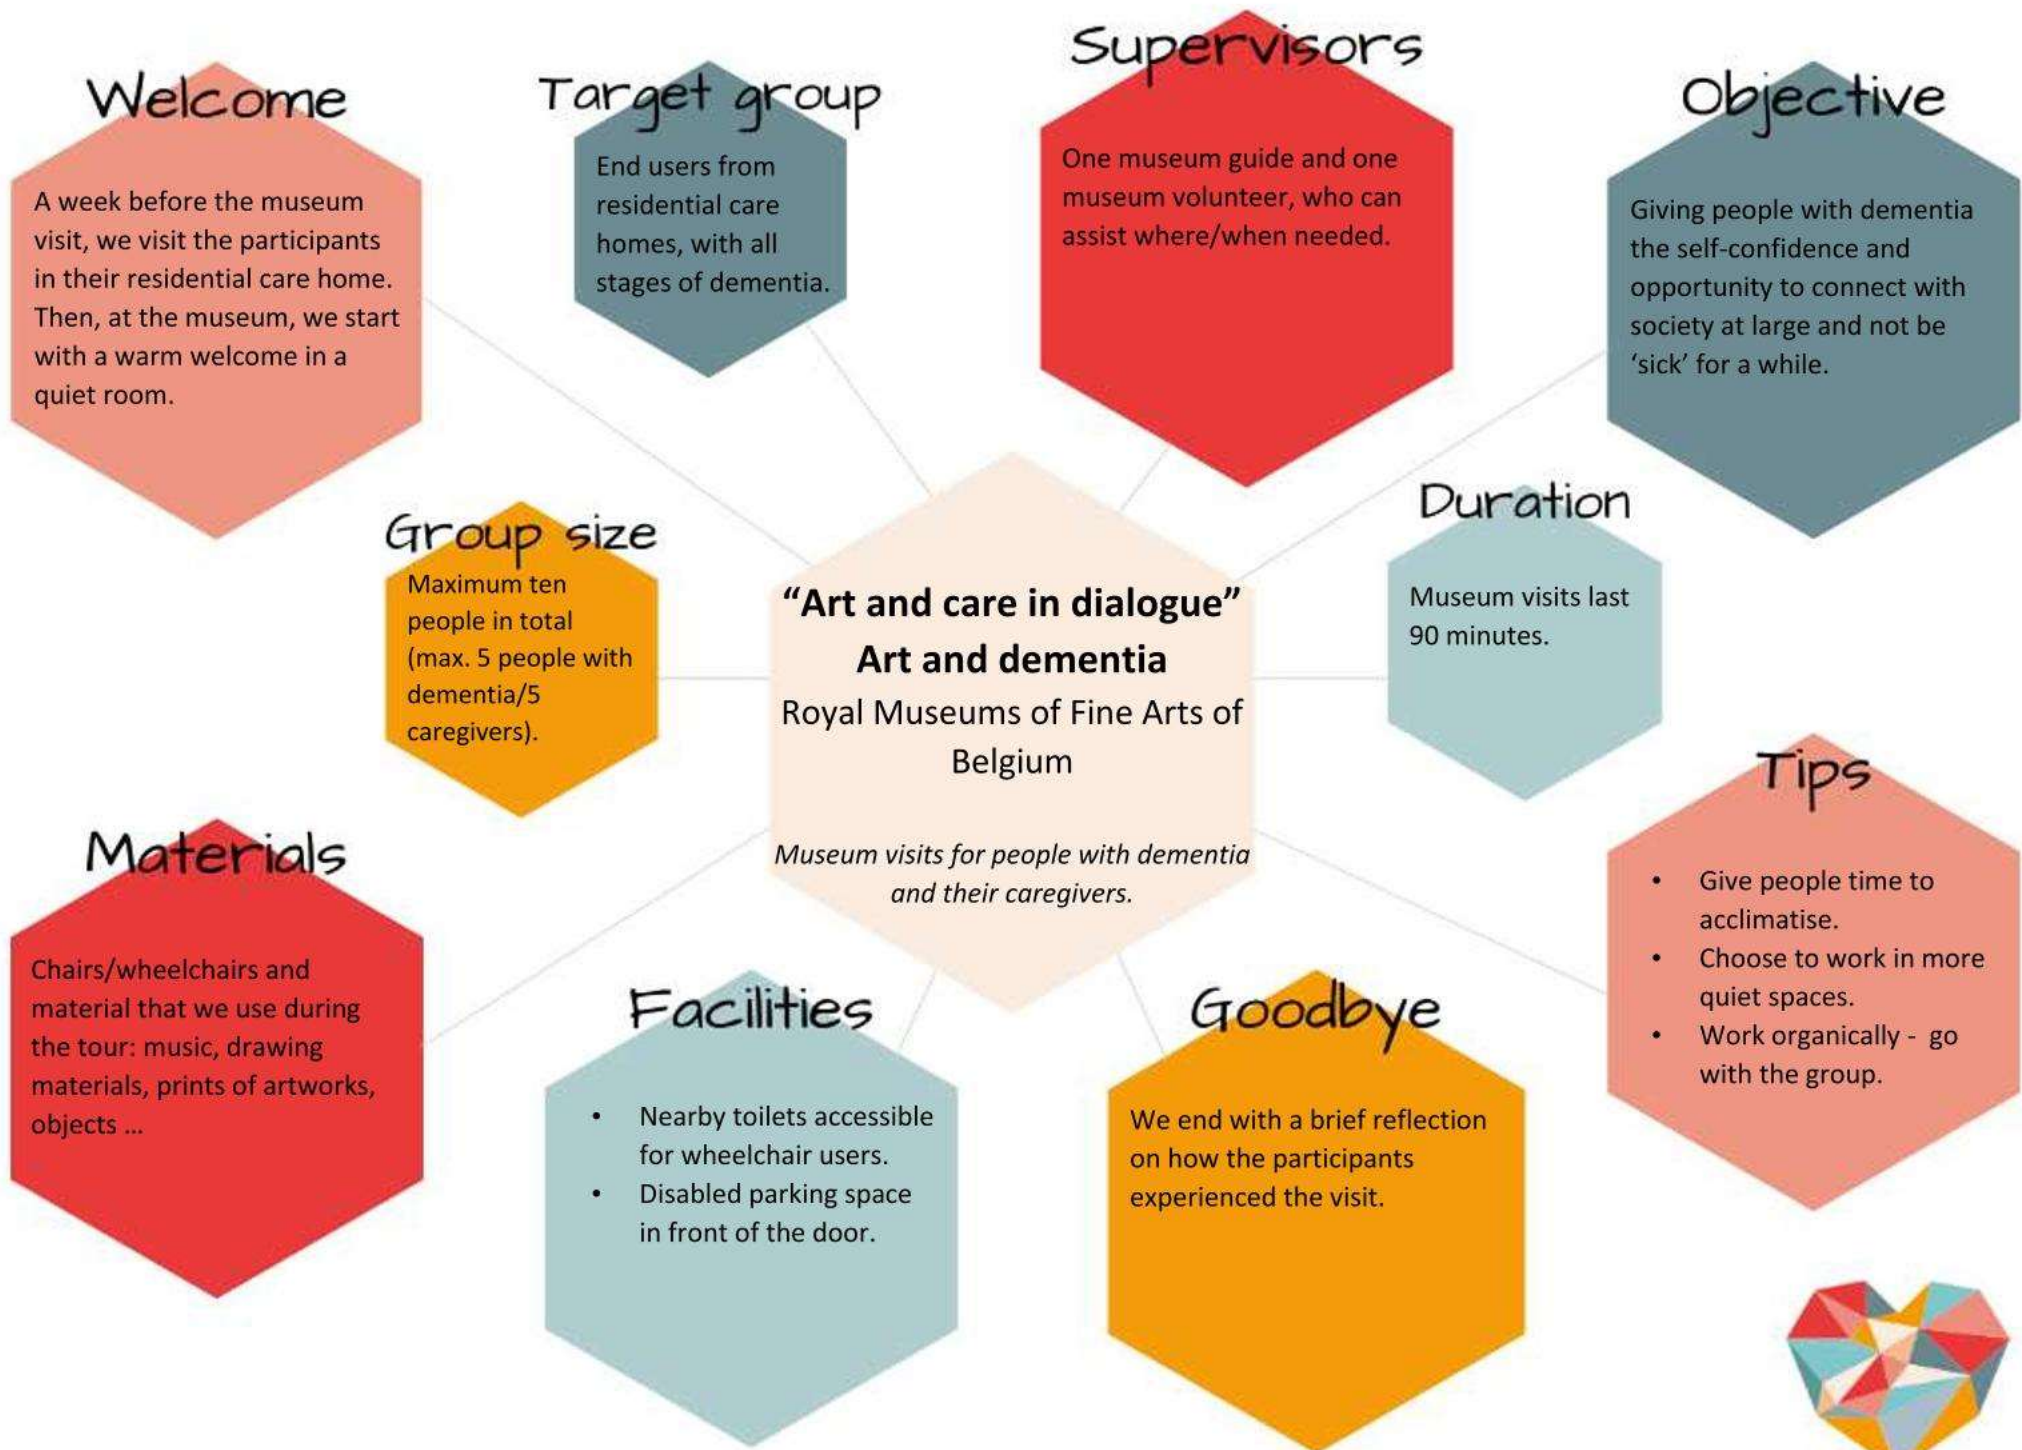 Welcome
A week before the museum
visit, we visit the participants
in their residential care home.
Then, at the museum, we start
with a warm welcome in a
quiet room.
Target group
End users from
residential care
homes, with all
stages of dementia.
Supervisors
One museum guide and one
museum volunteer, who can
assist where/when needed.
Objective
Giving people with dementia
the self-confidence and
opportunity to connect with
society at large and not be
‘sick’ for a while.
Group size
Maximum ten
people in total
(max. 5 people with
dementia/5
caregivers).
“Art and care in dialogue”
Art and dementia
Royal Museums of Fine Arts of
Belgium
Museum visits for people with dementia
and their caregivers.
Duration
Museum visits last
90 minutes.
Materials
Chairs/wheelchairs and
material that we use during
the tour: music, drawing
materials, prints of artworks,
objects ...
Facilities
• Nearby toilets accessible
for wheelchair users.
• Disabled parking space
in front of the door.
Goodbye
We end with a brief reflection
on how the participants
experienced the visit.
Tips
• Give people time to
acclimatise.
• Choose to work in more
quiet spaces.
• Work organically - go
with the group.